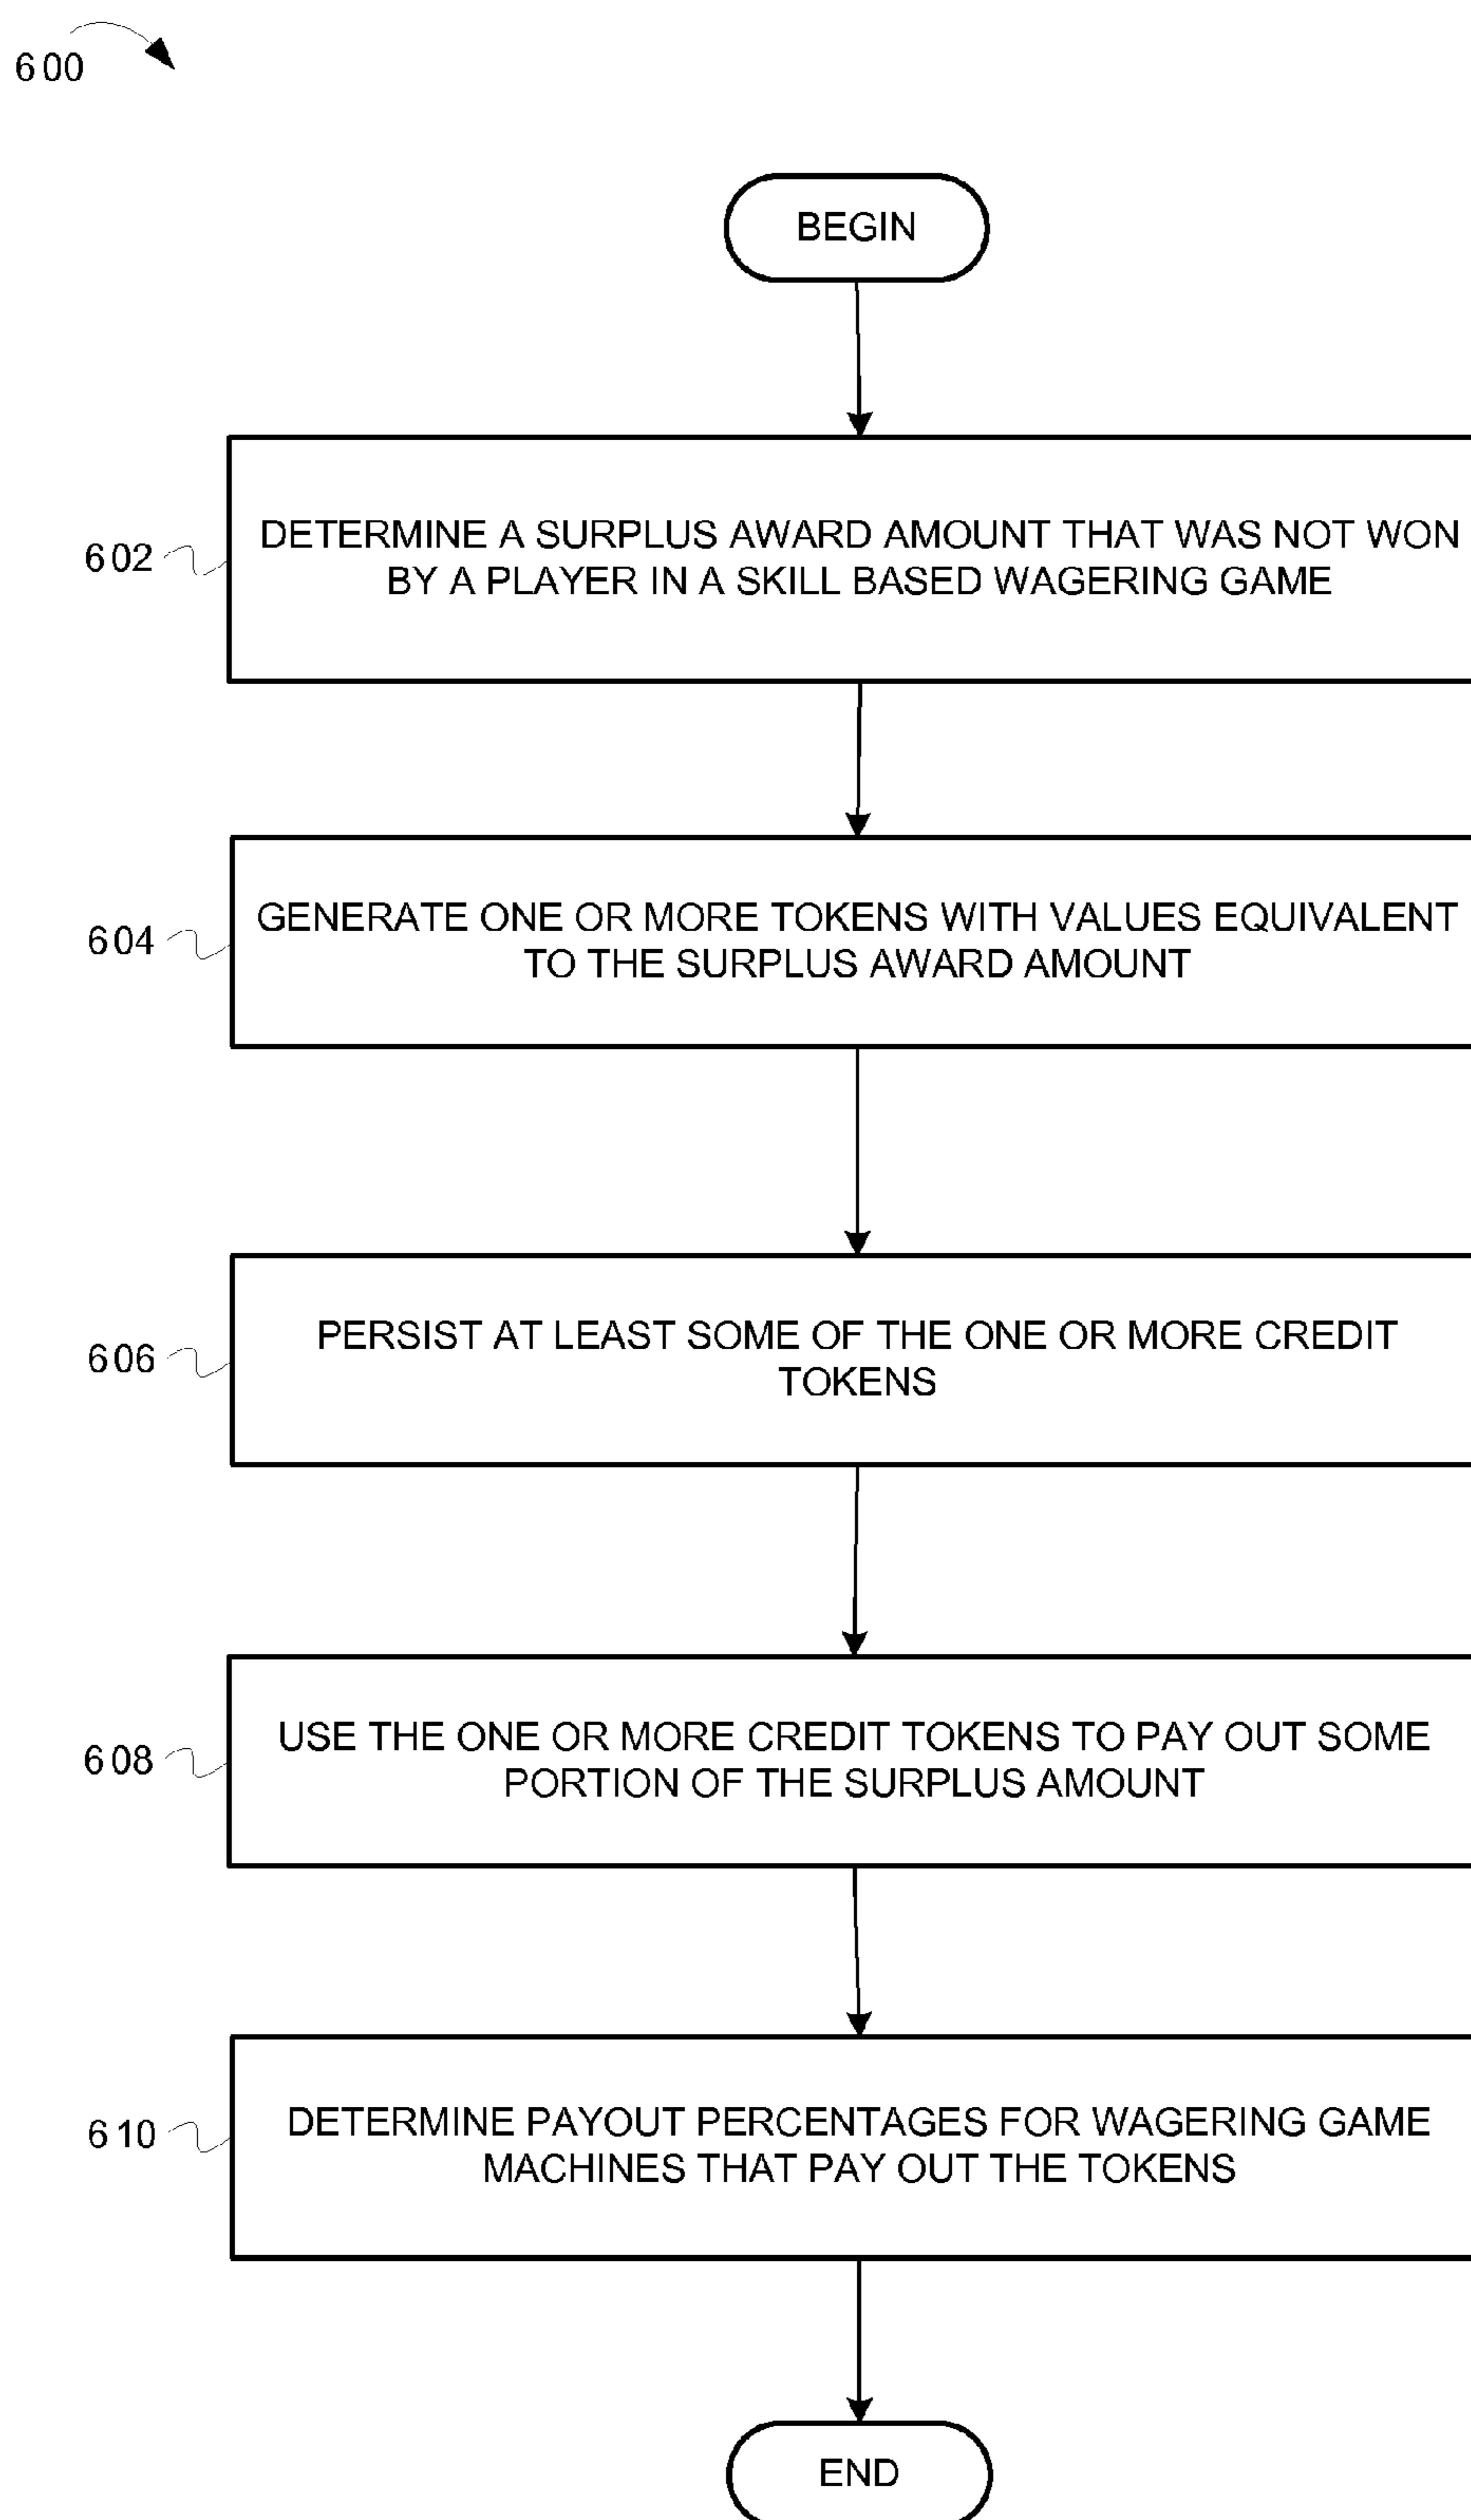 600
BEGIN
602
DETERMINE A SURPLUS AWARD AMOUNT THAT WAS NOT WON
BY A PLAYER IN A SKILL BASED WAGERING GAME
604
GENERATE ONE OR MORE TOKENS WITH VALUES EQUIVALENT
TO THE SURPLUS AWARD AMOUNT
606
PERSIST AT LEAST SOME OF THE ONE OR MORE CREDIT
TOKENS
608
USE THE ONE OR MORE CREDIT TOKENS TO PAY OUT SOME
PORTION OF THE SURPLUS AMOUNT
610
DETERMINE PAYOUT PERCENTAGES FOR WAGERING GAME
MACHINES THAT PAY OUT THE TOKENS
END